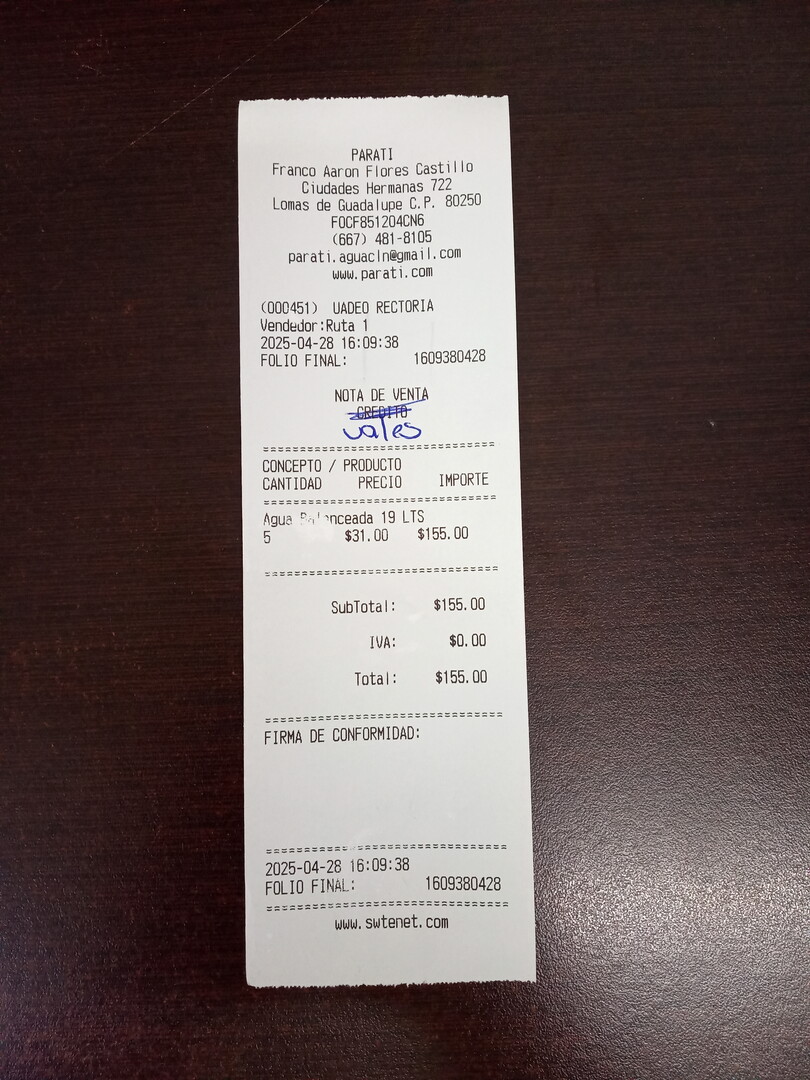 PARATI
Franco Aaron Flores Castillo
Ciudades Hermanas 722
Lomas de Guadalupe C.P. 80250
FOCF851204CN6
(667) 481-8105
parati.aguacln@gmail.com
www.parati.com
(000451) UADEO RECTORIA
Vendedor:Ruta 1
2025-04-28 16:09:38
FOLIO FINAL: 1609380428
NOTA DE VENTA
CREDITO
vales
CONCEPTO / PRODUCTO
CANTIDAD PRECIO IMPORTE
Agua Balanceada 19 LTS
5 $31.00 $155.00
SubTotal: $155.00
IVA: $0.00
Total: $155.00
FIRMA DE CONFORMIDAD:
2025-04-28 16:09:38
FOLIO FINAL: 1609380428
www.swtenet.com